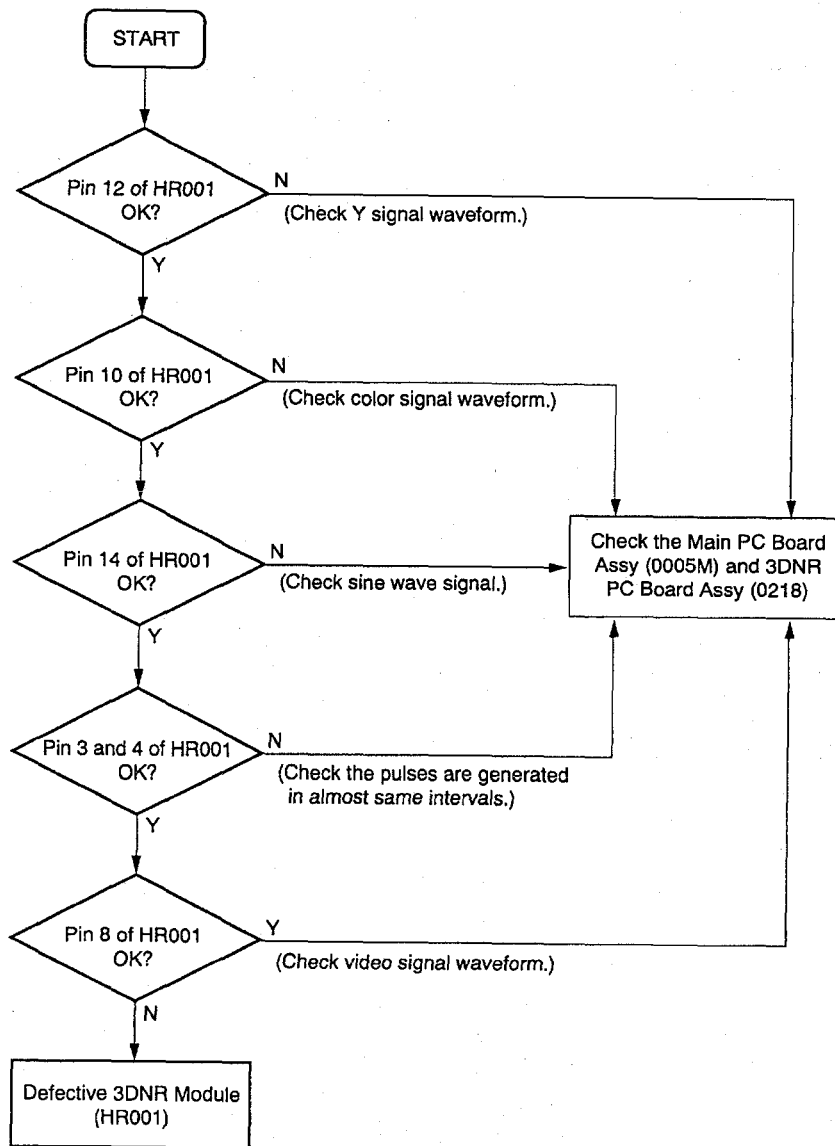 START
Pin 12 of HR001
OK?
N
(Check Y signal waveform.)
Y
Pin 10 of HR001
OK?
N
(Check color signal waveform.)
Y
Pin 14 of HR001
OK?
N
(Check sine wave signal.)
Check the Main PC Board
Assy (0005M) and 3DNR
PC Board Assy (0218)
Y
Pin 3 and 4 of HR001
OK?
N
(Check the pulses are generated
in almost same intervals.)
Y
Pin 8 of HR001
OK?
Y
(Check video signal waveform.)
N
Defective 3DNR Module
(HR001)